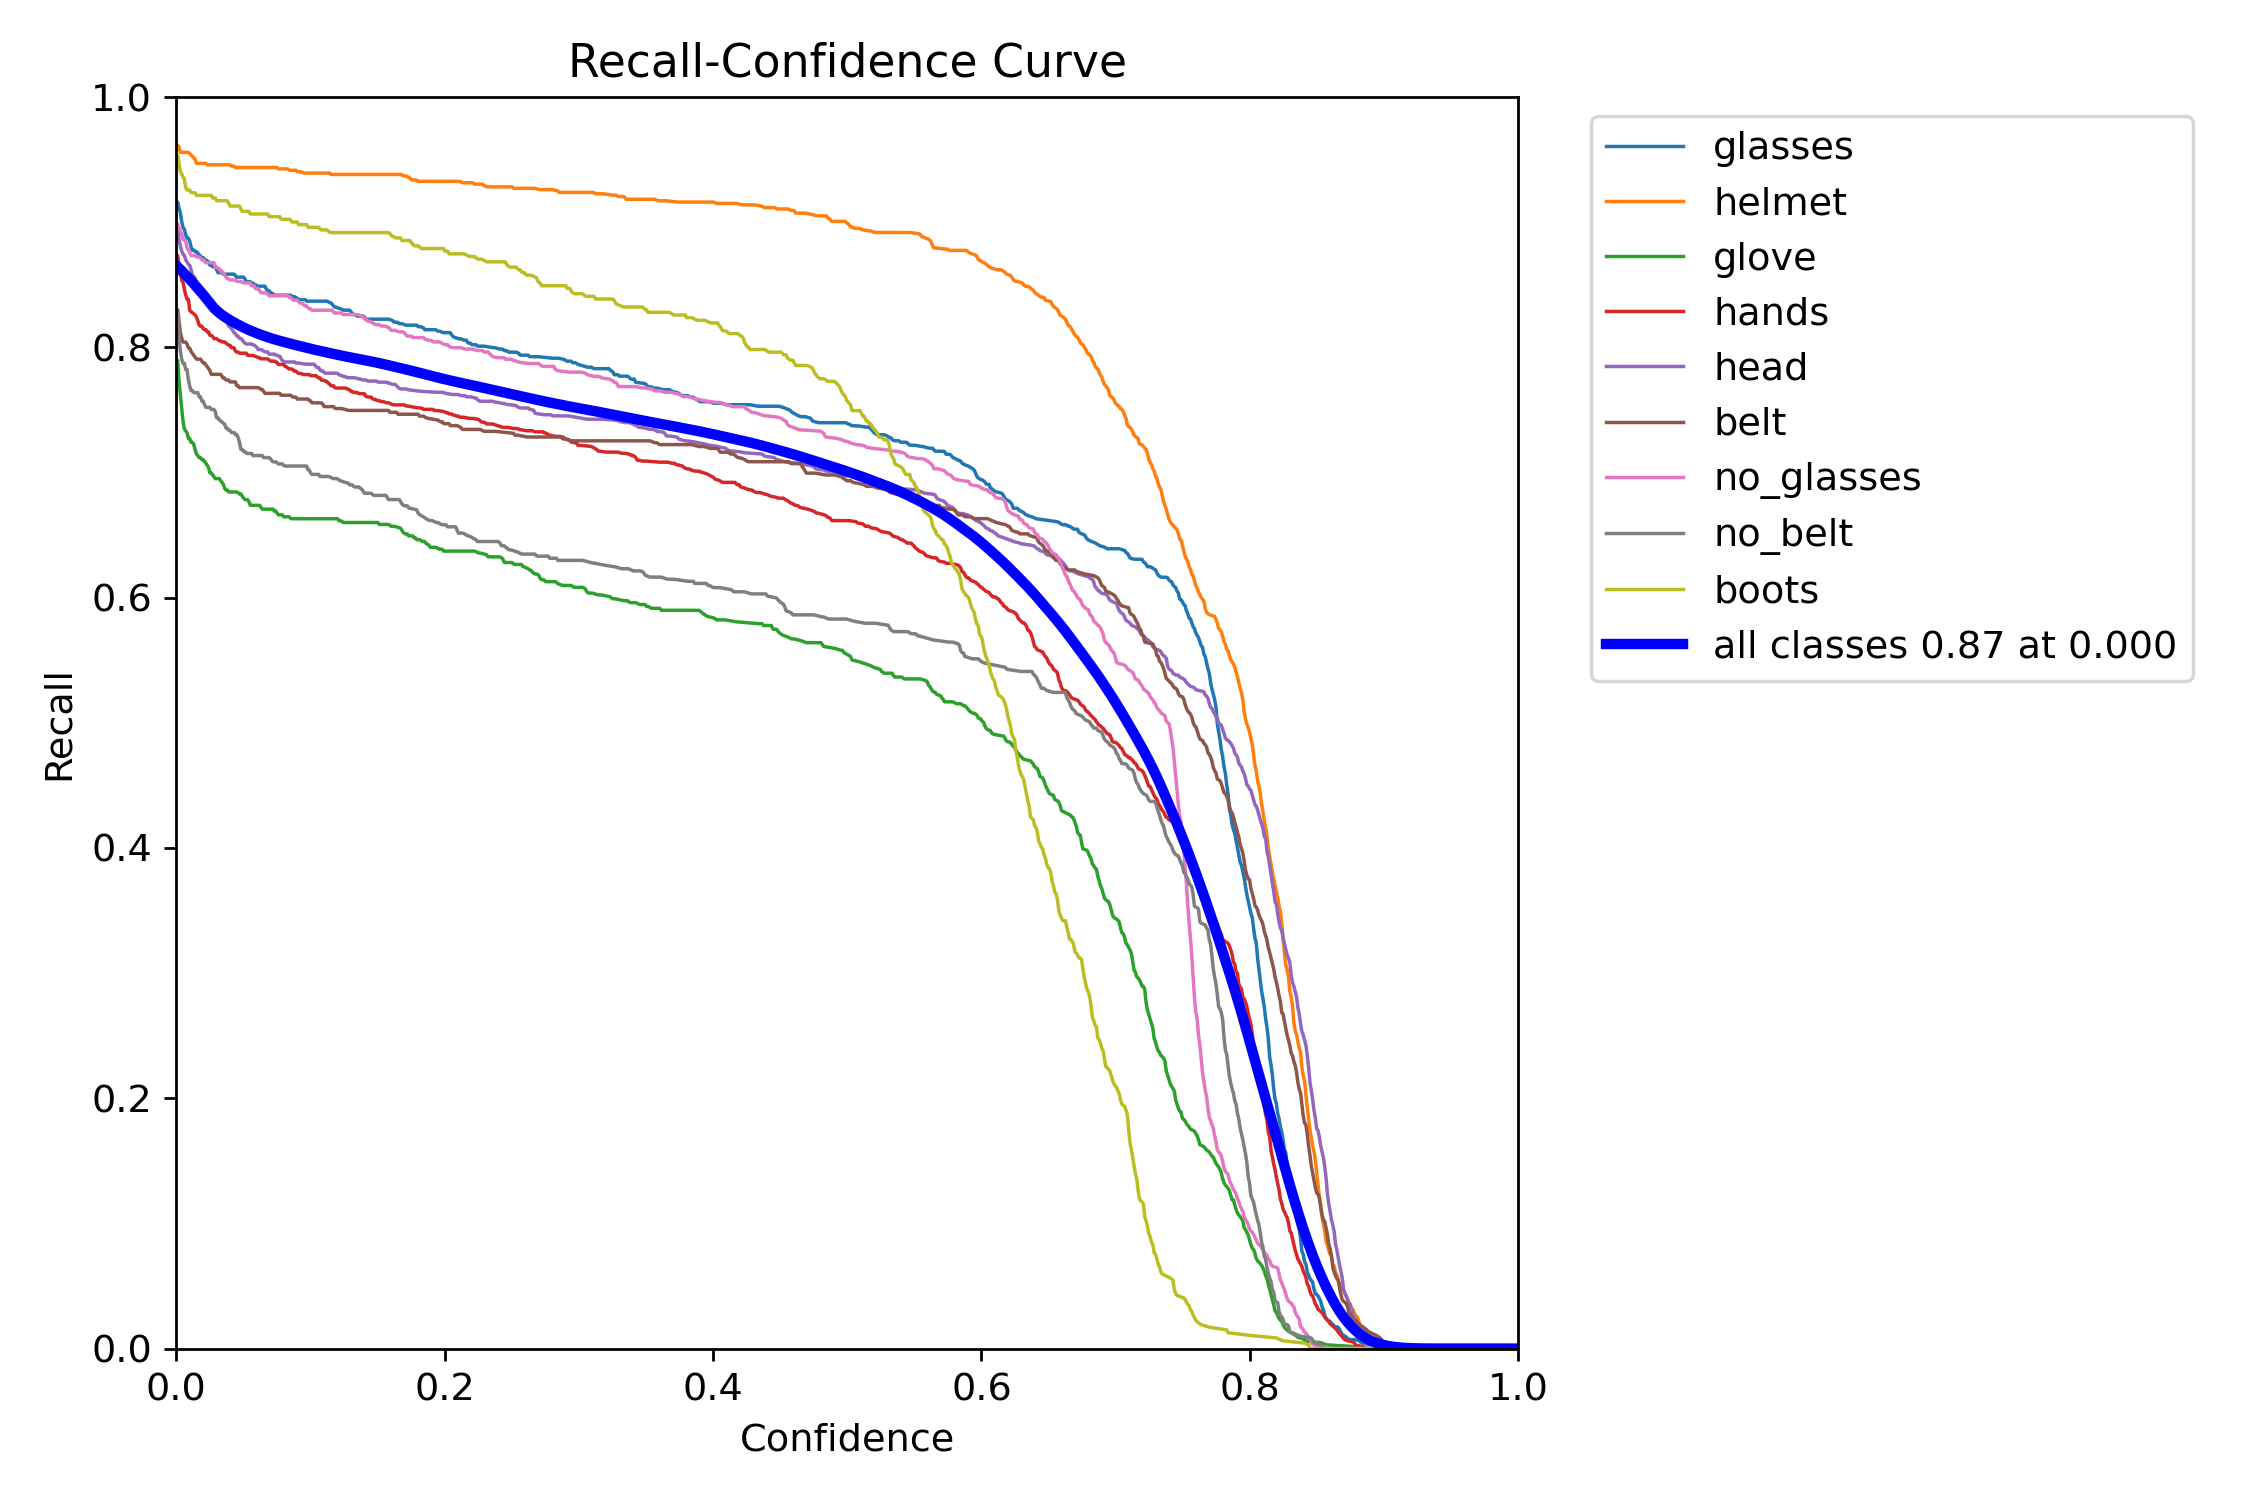 Recall-Confidence Curve
1.0
0.8
0.6
0.4
0.2
0.0
Recall
0.0 0.2 0.4 0.6 0.8 1.0
Confidence
glasses
helmet
glove
hands
head
belt
no_glasses
no_belt
boots
all classes 0.87 at 0.000